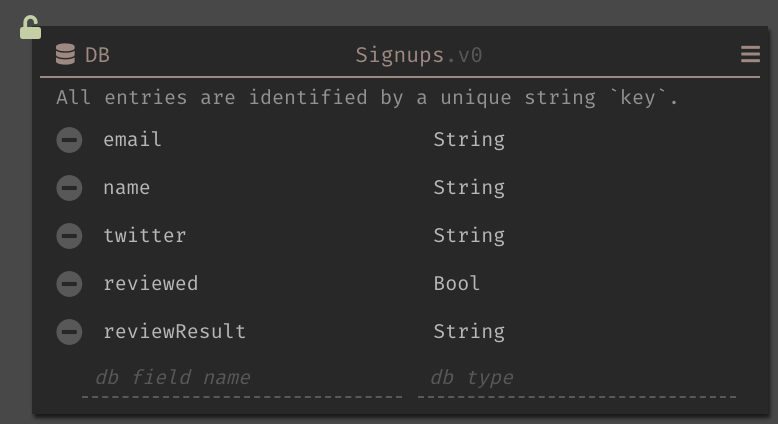 DB Signups.v0
All entries are identified by a unique string `key`.
email String
name String
twitter String
reviewed Bool
reviewResult String
db field name db type